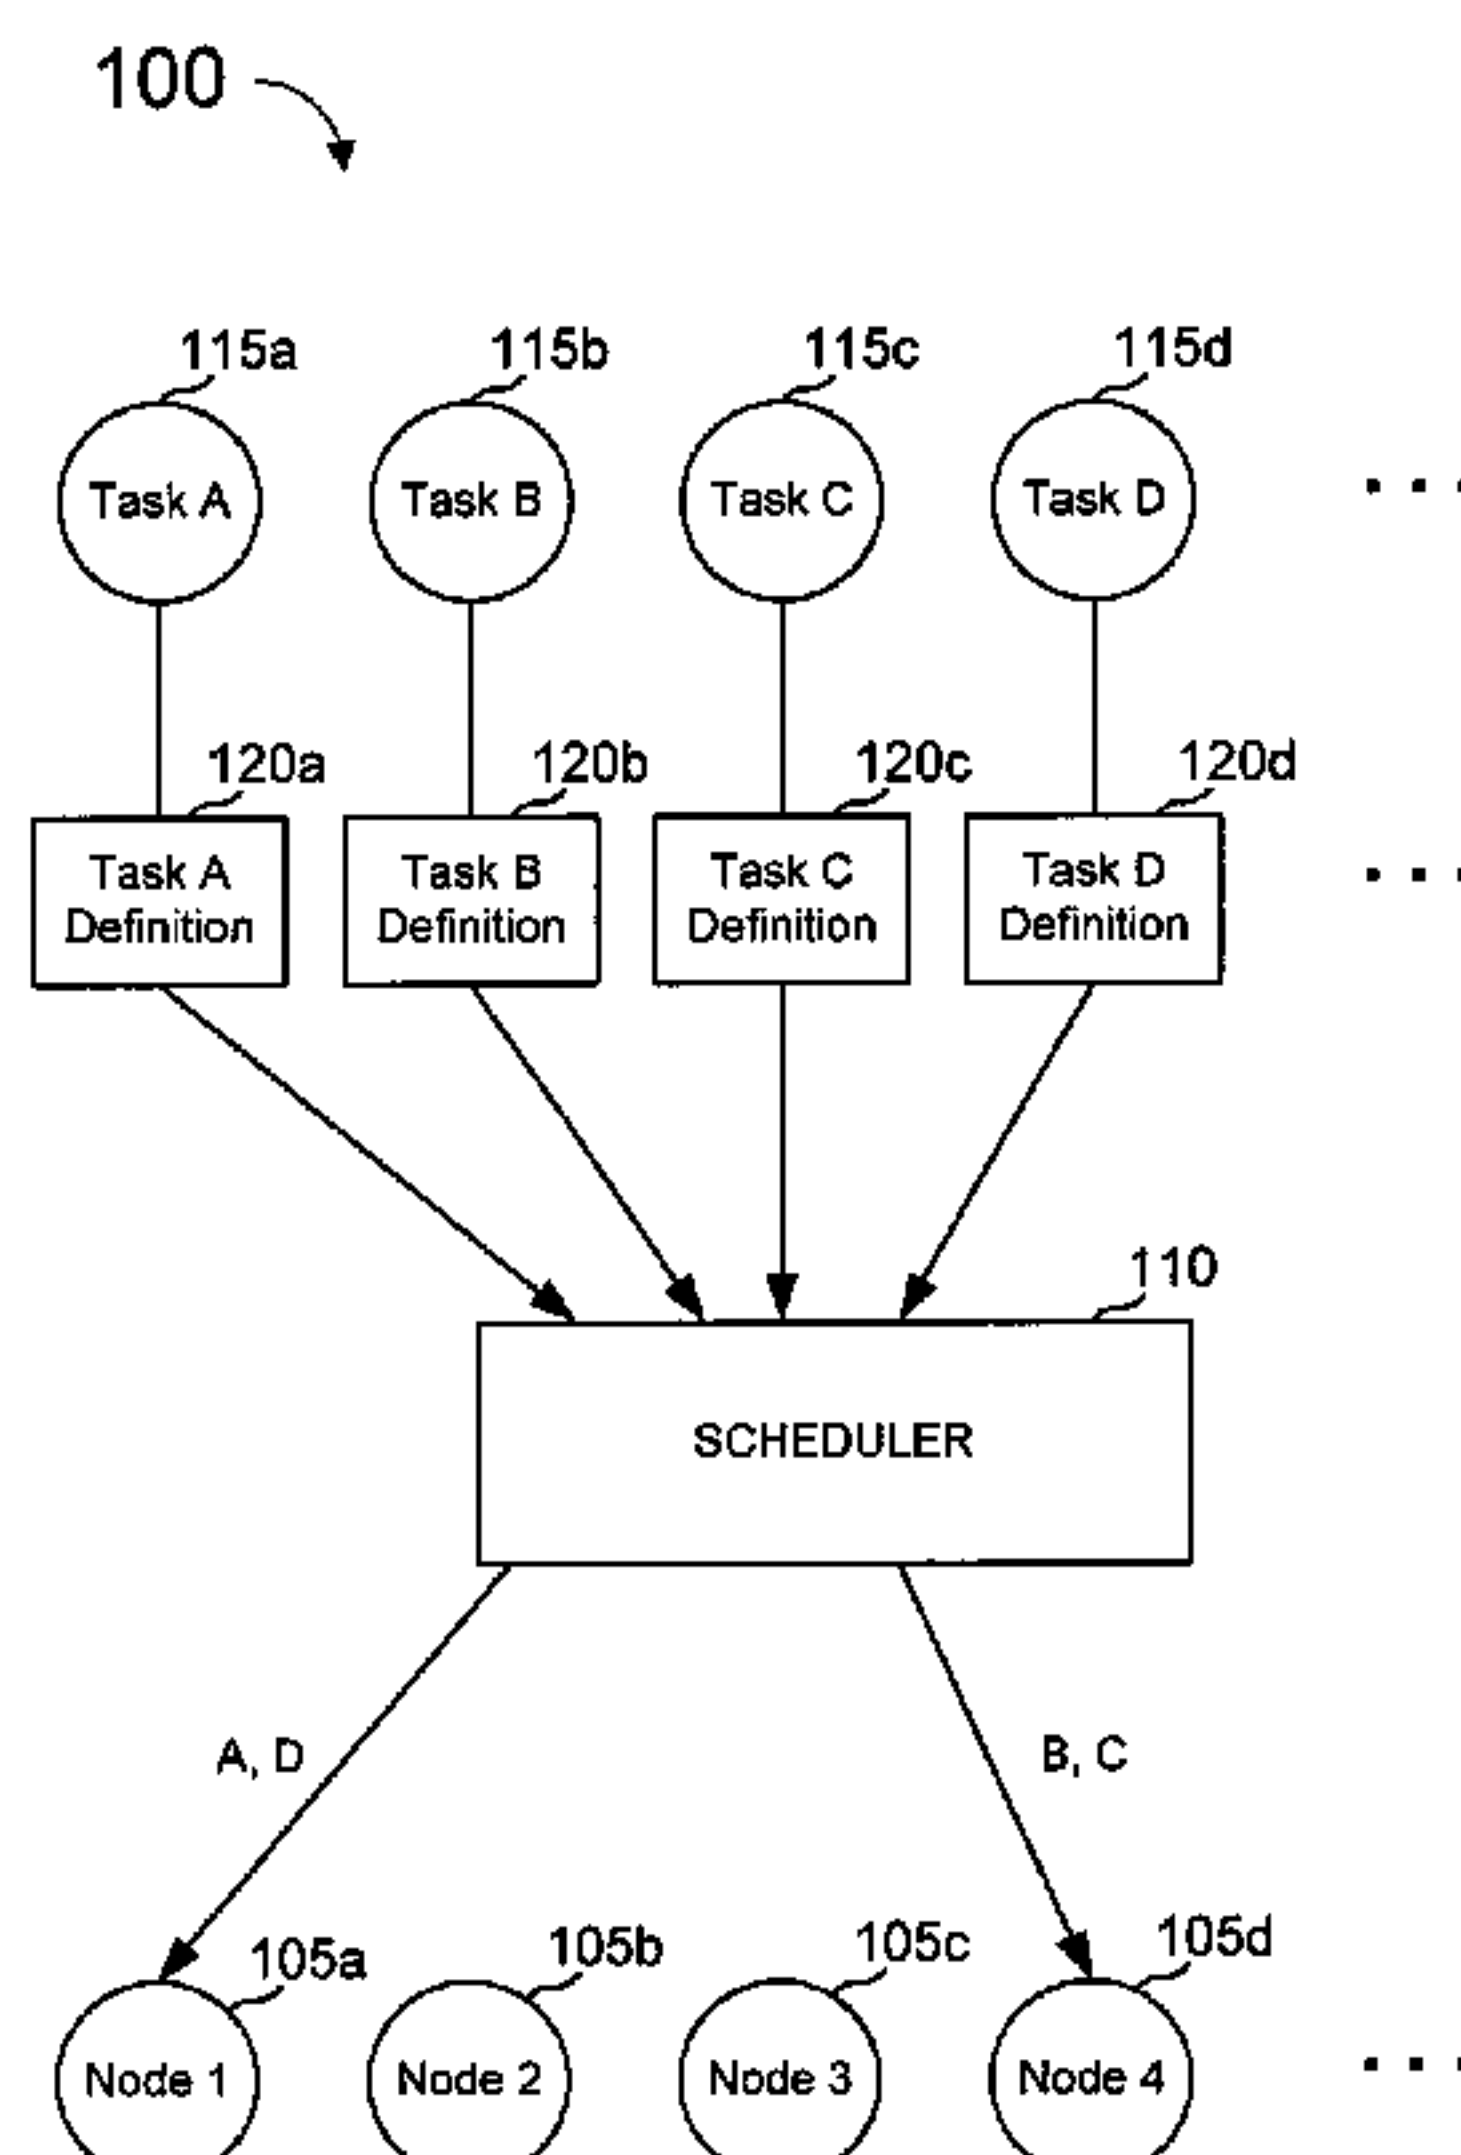 100
115a 115b 115c 115d
Task A Task B Task C Task D . . .
120a 120b 120c 120d
Task A Definition
Task B Definition
Task C Definition
Task D Definition
. . .
110
SCHEDULER
A, D B, C
105a 105b 105c 105d
Node 1 Node 2 Node 3 Node 4 . . .